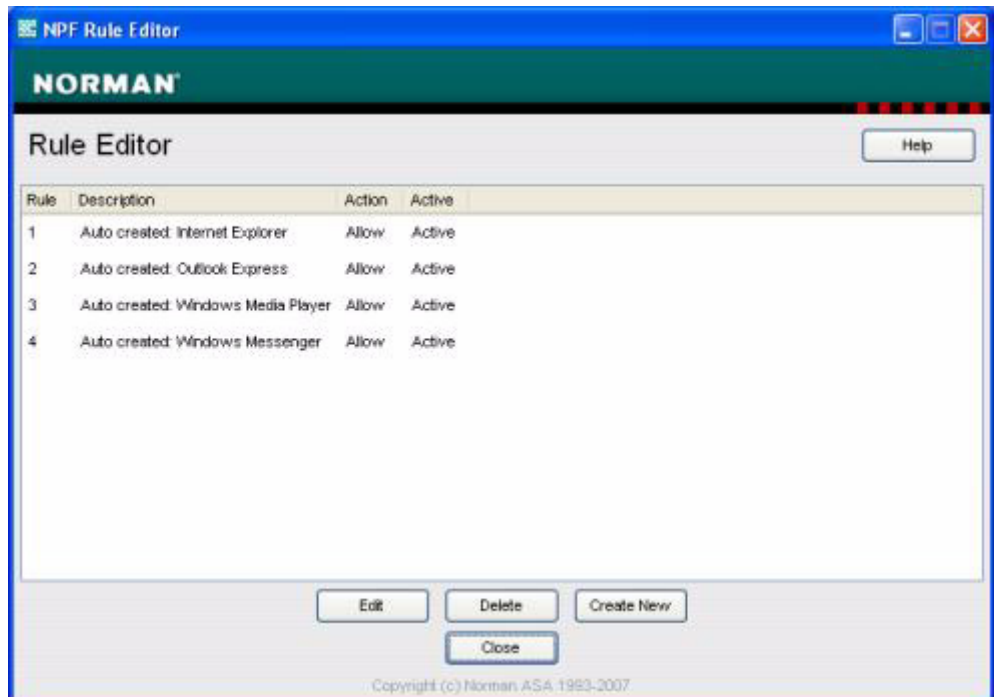 NPF Rule Editor
NORMAN
Rule Editor
Help
Rule Description Action Active
1 Auto created: Internet Explorer Allow Active
2 Auto created: Outlook Express Allow Active
3 Auto created: Windows Media Player Allow Active
4 Auto created: Windows Messenger Allow Active
Edit Delete Create New
Close
Copyright (c) Norman ASA 1993-2007